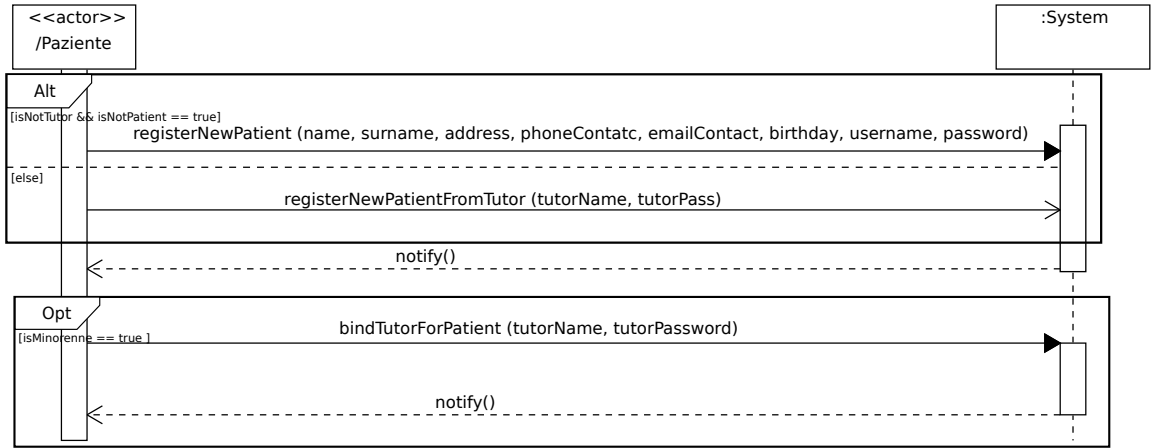 <<actor>>
/Paziente
:System
Alt
[isNotTutor && isNotPatient == true]
registerNewPatient (name, surname, address, phoneContatc, emailContact, birthday, username, password)
[else]
registerNewPatientFromTutor (tutorName, tutorPass)
notify()
Opt
[isMinorenne == true ]
bindTutorForPatient (tutorName, tutorPassword)
notify()